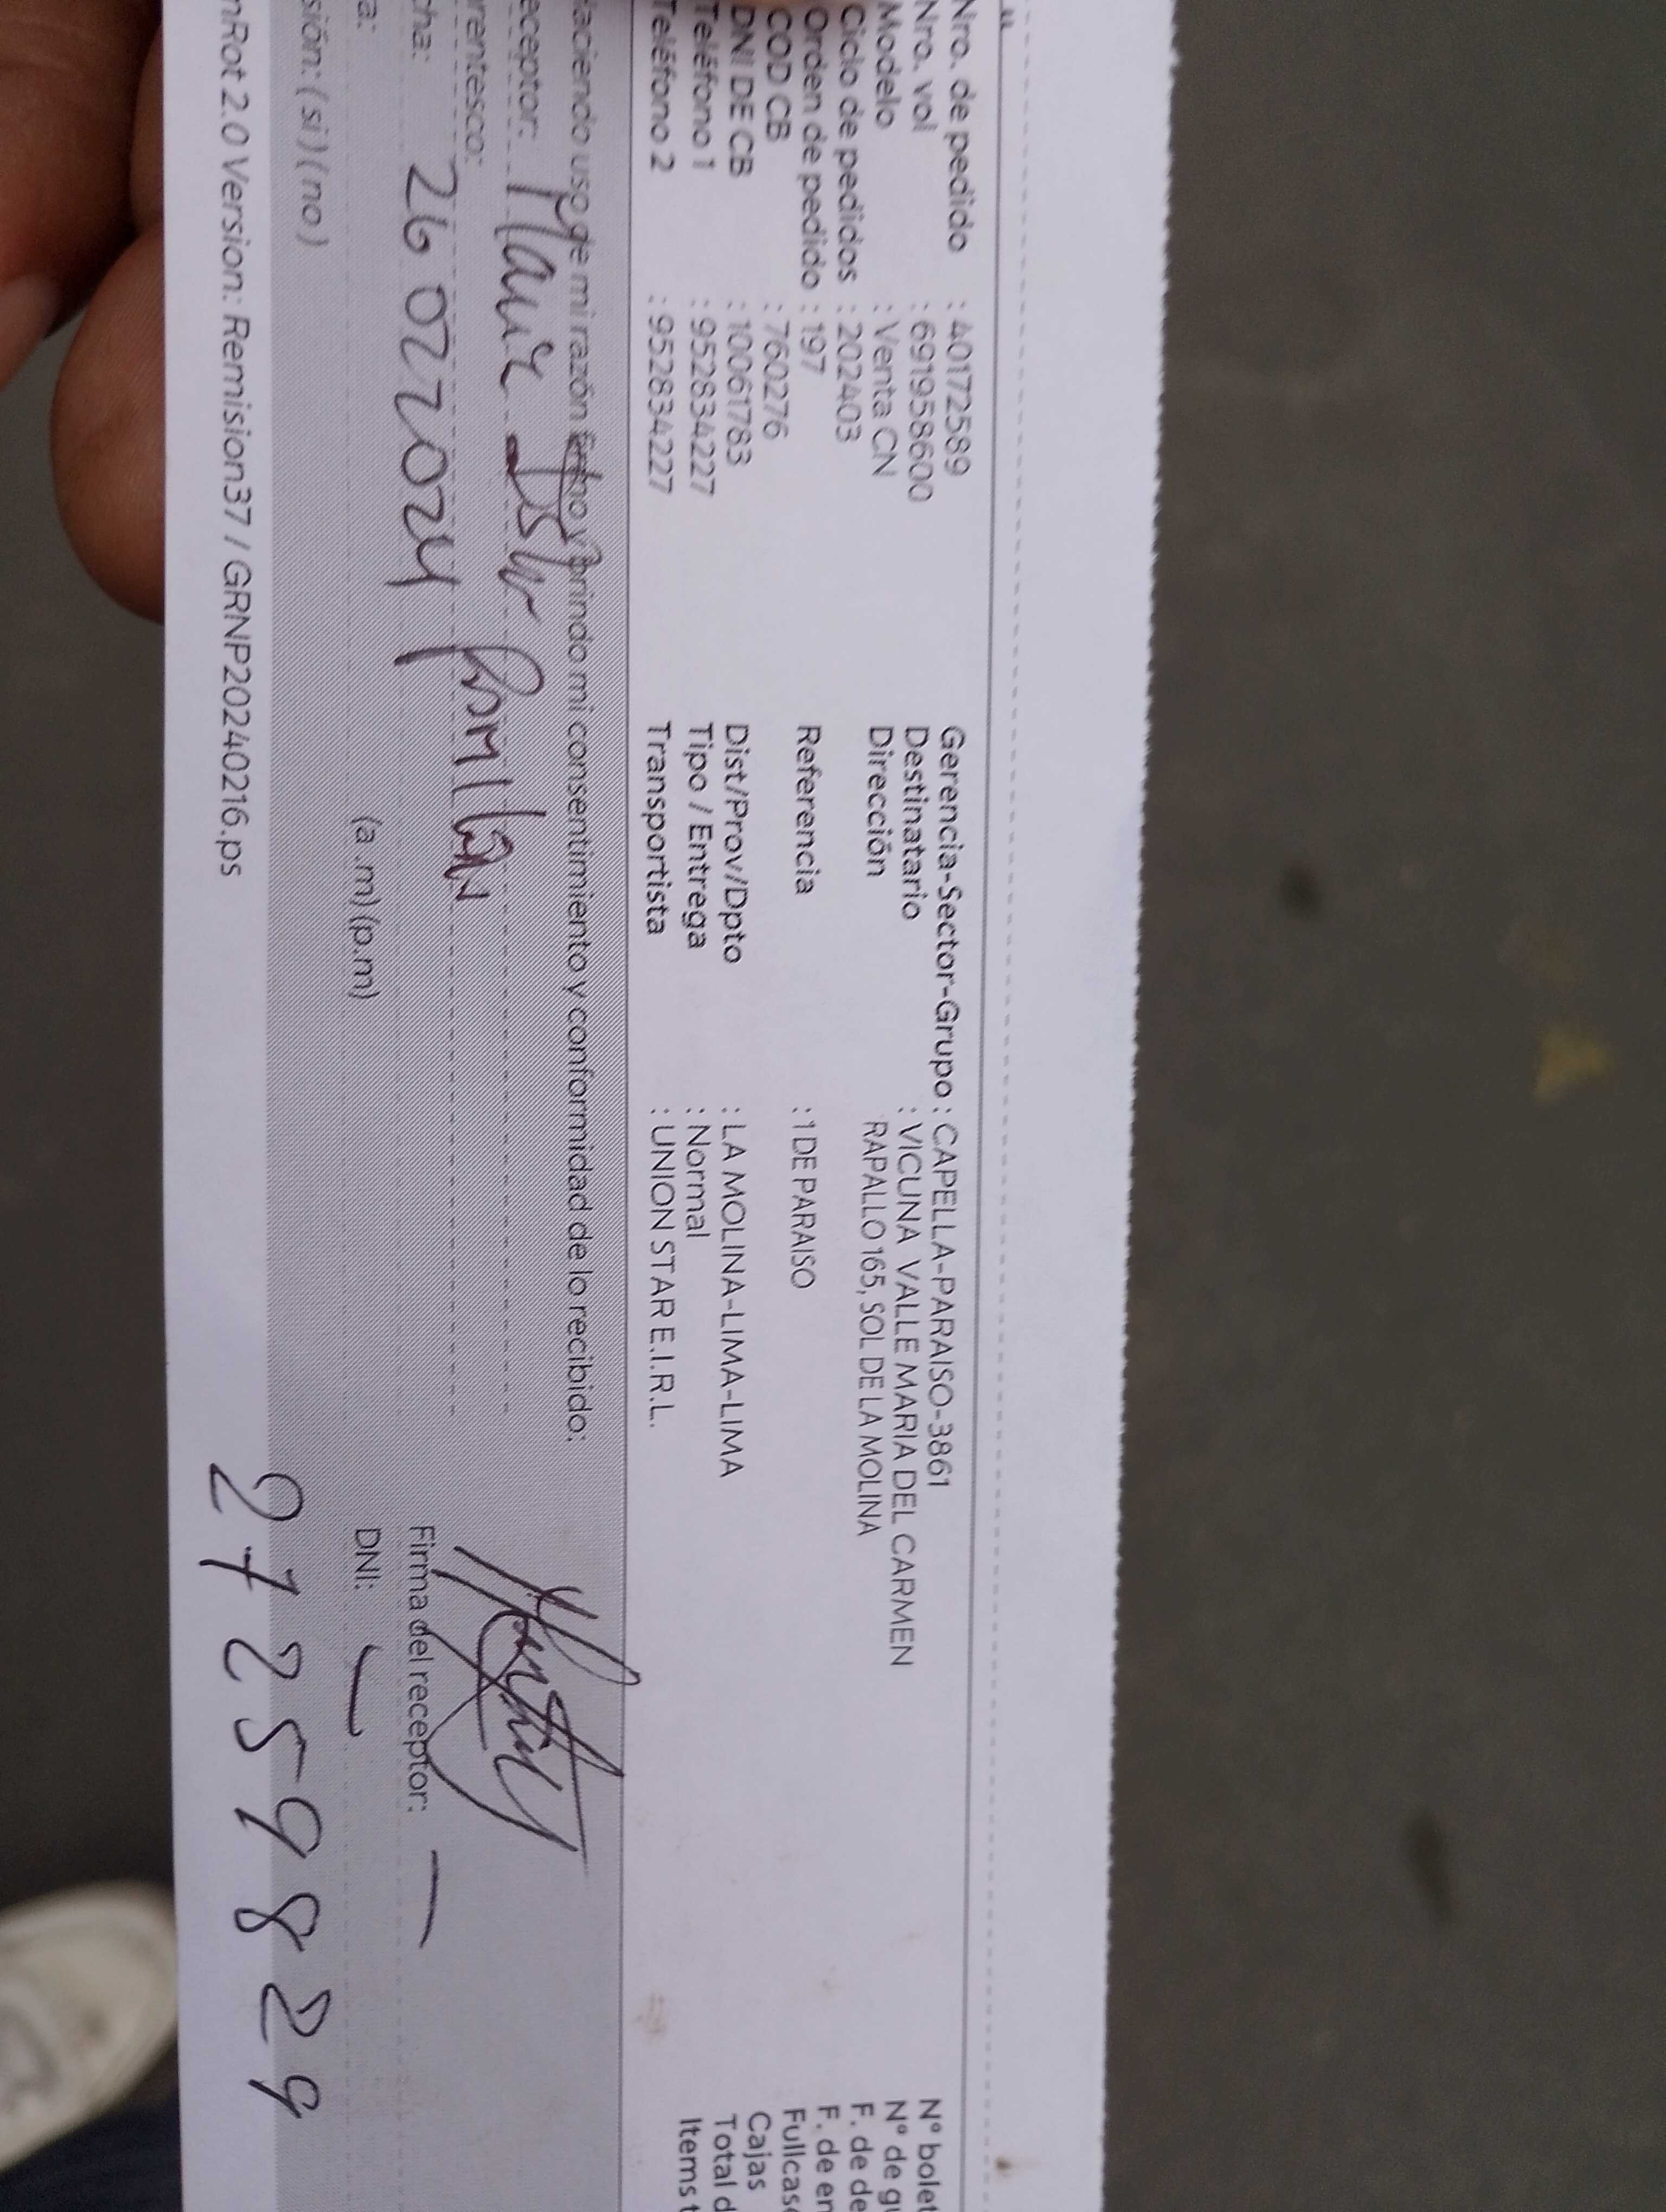 Nro. de pedido : 40172589
Nro. vol : 691958600
Modelo : Venta CN
Ciclo de pedidos : 202403
Orden de pedido : 197
COD CB : 760276
DNI DE CB : 10061783
Teléfono 1 : 952834227
Teléfono 2 : 952834227
Gerencia-Sector-Grupo : CAPELLA-PARAISO-3861
Destinatario : VICUNA VALLE MARIA DEL CARMEN
Dirección RAPALLO 165, SOL DE LA MOLINA
Referencia : 1 DE PARAISO
Dist/Prov/Dpto : LA MOLINA-LIMA-LIMA
Tipo / Entrega : Normal
Transportista : UNION STAR E.I.R.L.
N° bolet
N° de gu
F. de de
F. de en
Fullcase
Cajas
Total d
Items t
aciendo uso de mi razón firmo y brindo mi consentimiento y conformidad de lo recibido:
eceptor:
rentesco:
cha: 26 02 2024
a: (a .m) (p.m)
sión: ( si ) ( no )
Firma del receptor:
DNI:
27259829
nRot 2.0 Version: Remision37 / GRNP20240216.ps